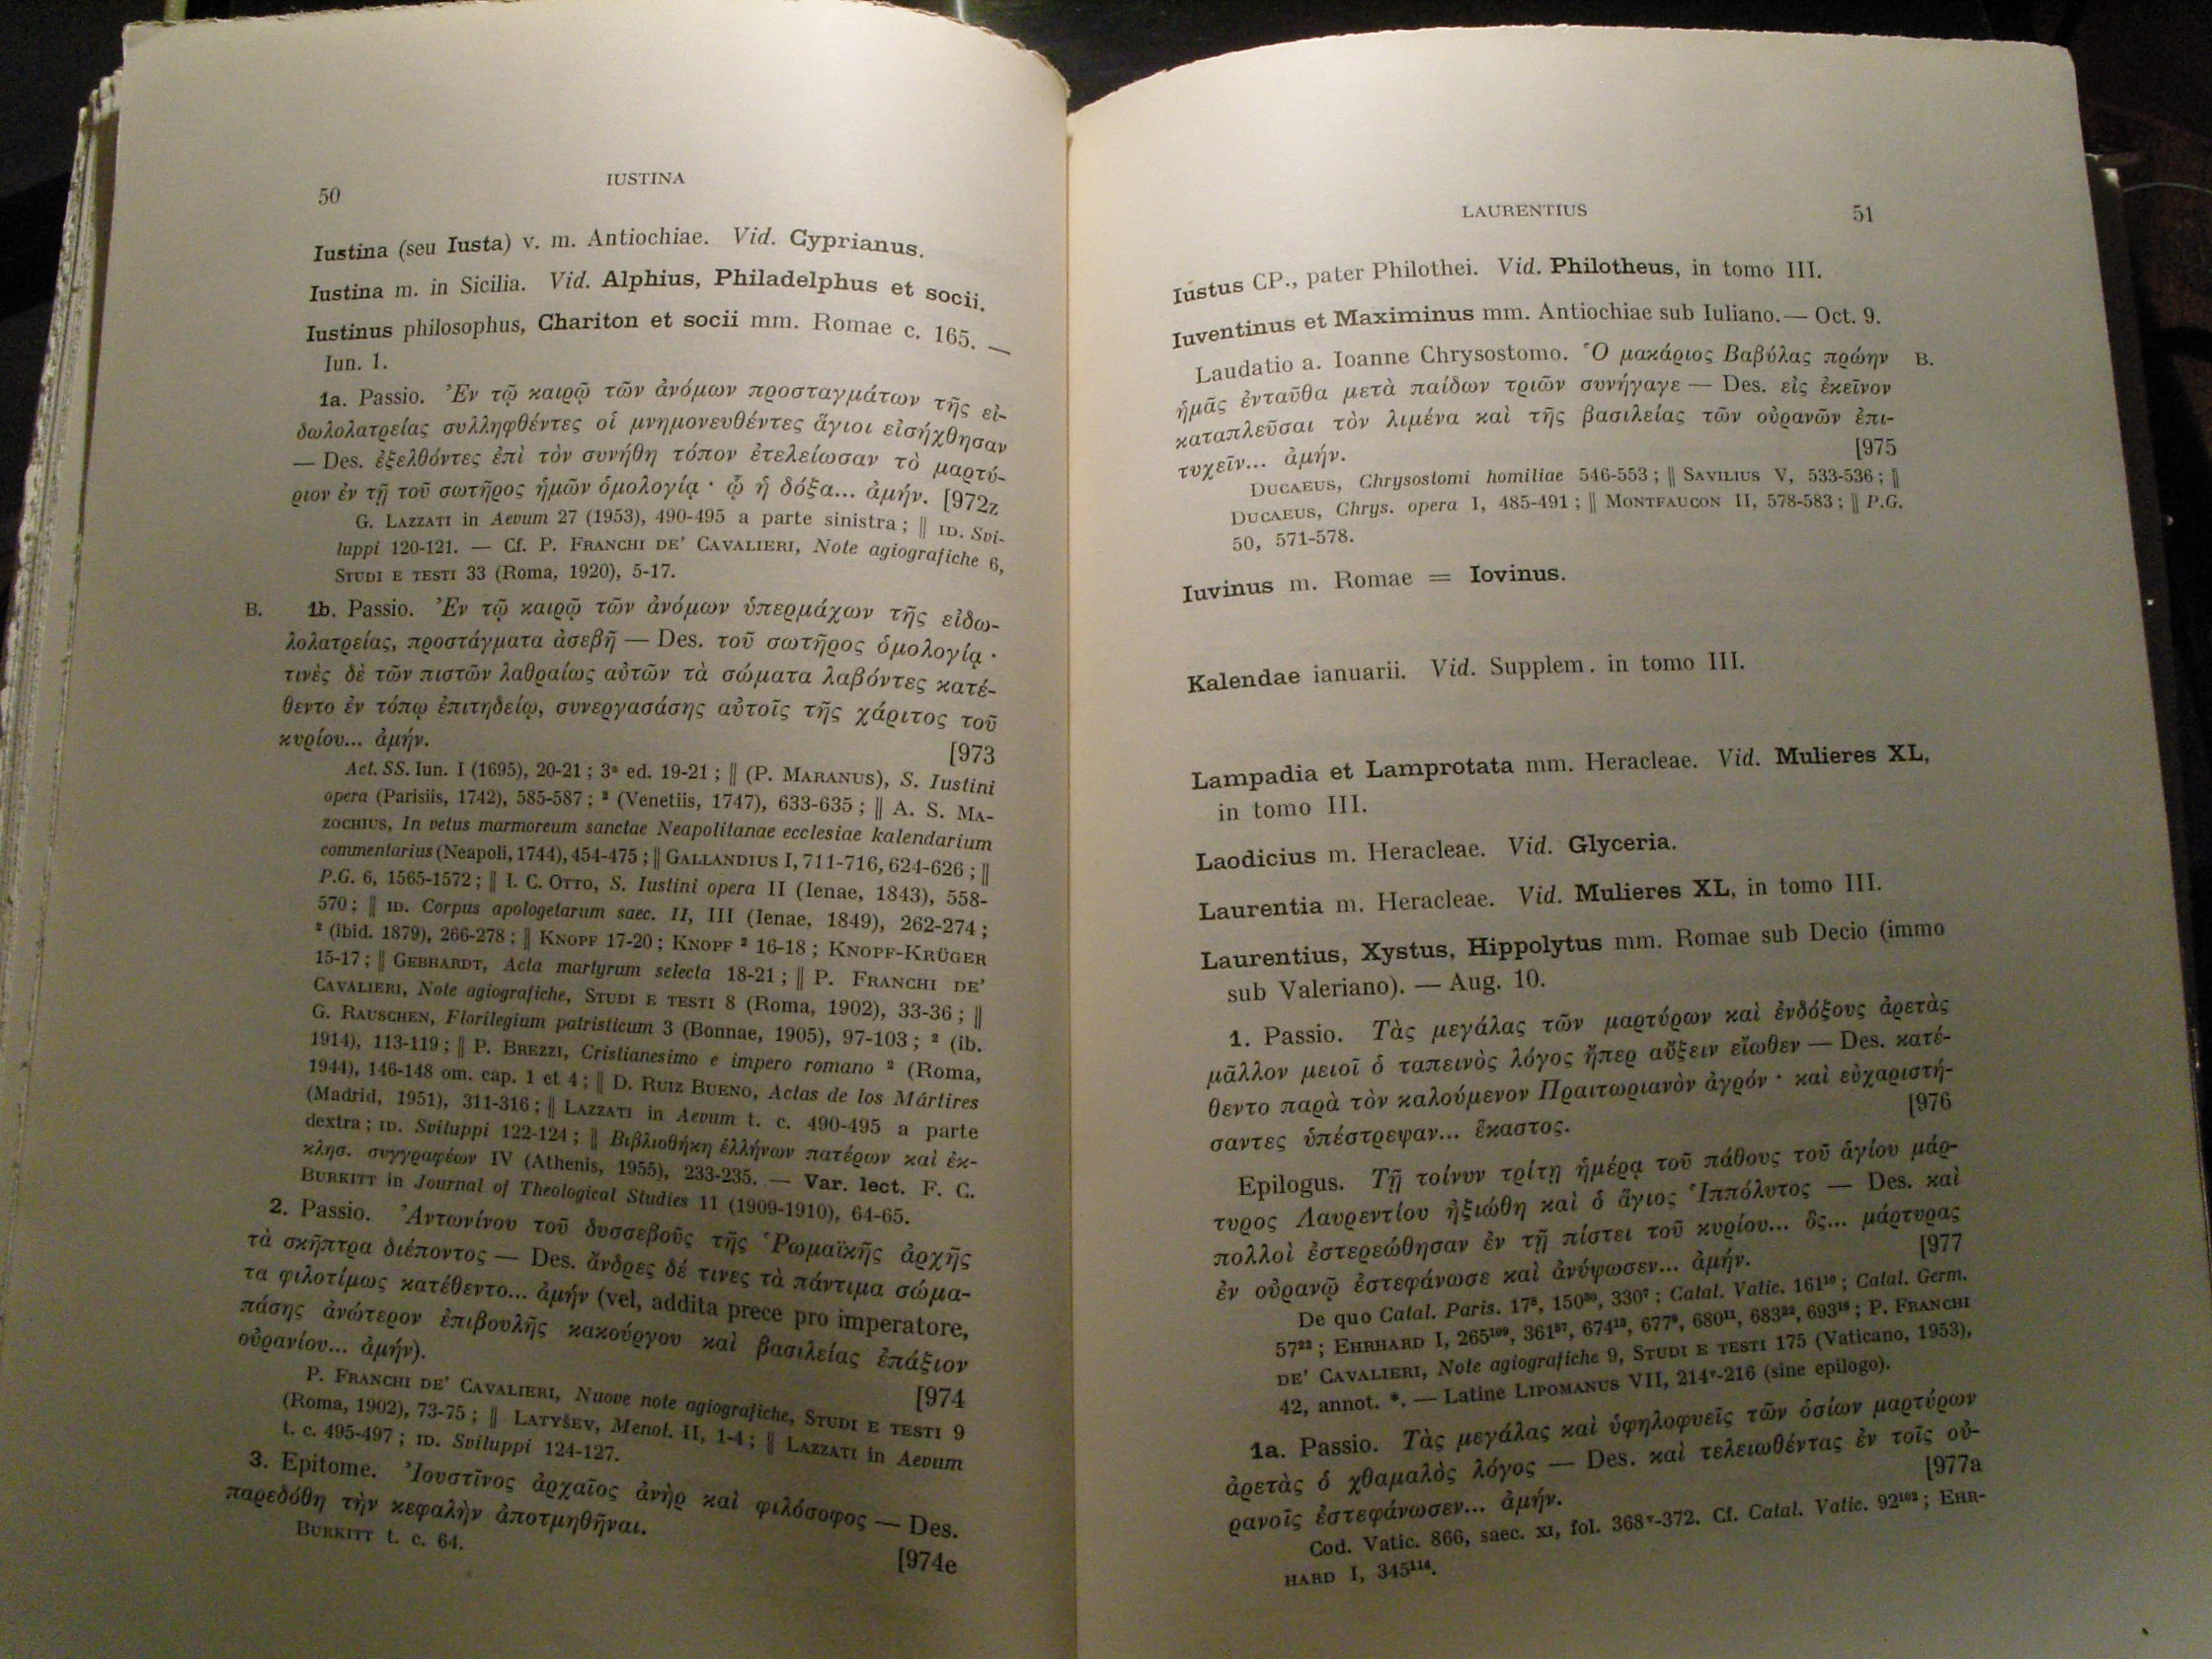 50
IUSTINA
Iustina (seu Iusta) v. m. Antiochiae. Vid. Cyprianus.
Iustina m. in Sicilia. Vid. Alphius, Philadelphus et socii.
Iustinus philosophus, Chariton et socii mm. Romae c. 165. —
Iun. 1.
1a. Passio. Ἐν τῷ καιρῷ τῶν ἀνόμων προσταγμάτων τῆς εἰ-
δωλολατρείας συλληφθέντες οἱ μνημονευθέντες ἅγιοι εἰσήχθησαν
— Des. ἐξελθόντες ἐπὶ τὸν συνήθη τόπον ἐτελείωσαν τὸ μαρτύ-
ριον ἐν τῇ τοῦ σωτῆρος ἡμῶν ὁμολογίᾳ · ᾧ ἡ δόξα... ἀμήν. [972z
G. LAZZATI in Aevum 27 (1953), 490-495 a parte sinistra ; || ID. Svi-
luppi 120-121. — Cf. P. FRANCHI DE' CAVALIERI, Note agiografiche 6,
STUDI E TESTI 33 (Roma, 1920), 5-17.
B. 1b. Passio. Ἐν τῷ καιρῷ τῶν ἀνόμων ὑπερμάχων τῆς εἰδω-
λολατρείας, προστάγματα ἀσεβῆ — Des. τοῦ σωτῆρος ὁμολογίᾳ ·
τινὲς δὲ τῶν πιστῶν λαθραίως αὐτῶν τὰ σώματα λαβόντες κατέ-
θεντο ἐν τόπῳ ἐπιτηδείῳ, συνεργασάσης αὐτοῖς τῆς χάριτος τοῦ
κυρίου... ἀμήν. [973
Act. SS. Iun. I (1695), 20-21 ; 3ª ed. 19-21 ; || (P. MARANUS), S. Iustini
opera (Parisiis, 1742), 585-587 ; ² (Venetiis, 1747), 633-635 ; || A. S. MA-
ZOCHIUS, In vetus marmoreum sanctae Neapolitanae ecclesiae kalendarium
commentarius (Neapoli, 1744), 454-475 ; || GALLANDIUS I, 711-716, 624-626 ; ||
P.G. 6, 1565-1572 ; || I. C. OTTO, S. Iustini opera II (Ienae, 1843), 558-
570 ; || ID. Corpus apologetarum saec. II, III (Ienae, 1849), 262-274 ;
² (ibid. 1879), 266-278 ; || KNOPF 17-20 ; KNOPF ² 16-18 ; KNOPF-KRÜGER
15-17 ; || GEBHARDT, Acta martyrum selecta 18-21 ; || P. FRANCHI DE'
CAVALIERI, Note agiografiche, STUDI E TESTI 8 (Roma, 1902), 33-36 ; ||
G. RAUSCHEN, Florilegium patristicum 3 (Bonnae, 1905), 97-103 ; ² (ib.
1914), 113-119 ; || P. BREZZI, Cristianesimo e impero romano ² (Roma,
1944), 146-148 om. cap. 1 et 4 ; || D. RUIZ BUENO, Actas de los Mártires
(Madrid, 1951), 311-316 ; || LAZZATI in Aevum t. c. 490-495 a parte
dextra ; ID. Sviluppi 122-124 ; || Βιβλιοθήκη ἑλλήνων πατέρων καὶ ἐκ-
κλησ. συγγραφέων IV (Athenis, 1955), 233-235. — Var. lect. F. C.
BURKITT in Journal of Theological Studies 11 (1909-1910), 64-65.
2. Passio. Ἀντωνίνου τοῦ δυσσεβοῦς τῆς Ῥωμαϊκῆς ἀρχῆς
τὰ σκῆπτρα διέποντος — Des. ἄνδρες δέ τινες τὰ πάντιμα σώμα-
τα φιλοτίμως κατέθεντο... ἀμήν (vel, addita prece pro imperatore,
πάσης ἀνώτερον ἐπιβουλῆς κακούργου καὶ βασιλείας ἐπάξιον
οὐρανίου... ἀμήν). [974
P. FRANCHI DE' CAVALIERI, Nuove note agiografiche, STUDI E TESTI 9
(Roma, 1902), 73-75 ; || LATYŠEV, Menol. II, 1-4 ; || LAZZATI in Aevum
t. c. 495-497 ; ID. Sviluppi 124-127.
3. Epitome. Ἰουστῖνος ἀρχαῖος ἀνὴρ καὶ φιλόσοφος — Des.
παρεδόθη τὴν κεφαλὴν ἀποτμηθῆναι. [974e
BURKITT t. c. 64.
LAURENTIUS
51
Iustus CP., pater Philothei. Vid. Philotheus, in tomo III.
Iuventinus et Maximinus mm. Antiochiae sub Iuliano. — Oct. 9.
Laudatio a. Ioanne Chrysostomo. Ὁ μακάριος Βαβύλας πρώην B.
ἡμᾶς ἐνταῦθα μετὰ παίδων τριῶν συνήγαγε — Des. εἰς ἐκεῖνον
καταπλεῦσαι τὸν λιμένα καὶ τῆς βασιλείας τῶν οὐρανῶν ἐπι-
τυχεῖν... ἀμήν. [975
DUCAEUS, Chrysostomi homiliae 546-553 ; || SAVILIUS V, 533-536 ; ||
DUCAEUS, Chrys. opera I, 485-491 ; || MONTFAUCON II, 578-583 ; || P.G.
50, 571-578.
Iuvinus m. Romae = Iovinus.
Kalendae ianuarii. Vid. Supplem. in tomo III.
Lampadia et Lamprotata mm. Heracleae. Vid. Mulieres XL,
in tomo III.
Laodicius m. Heracleae. Vid. Glyceria.
Laurentia m. Heracleae. Vid. Mulieres XL, in tomo III.
Laurentius, Xystus, Hippolytus mm. Romae sub Decio (immo
sub Valeriano). — Aug. 10.
1. Passio. Τὰς μεγάλας τῶν μαρτύρων καὶ ἐνδόξους ἀρετὰς
μᾶλλον μειοῖ ὁ ταπεινὸς λόγος ἤπερ αὔξειν εἴωθεν — Des. κατέ-
θεντο παρὰ τὸν καλούμενον Πραιτωριανὸν ἀγρόν · καὶ εὐχαριστή-
σαντες ὑπέστρεψαν... ἕκαστος. [976
Epilogus. Τῇ τοίνυν τρίτῃ ἡμέρᾳ τοῦ πάθους τοῦ ἁγίου μάρ-
τυρος Λαυρεντίου ἠξιώθη καὶ ὁ ἅγιος Ἱππόλυτος — Des. καὶ
πολλοὶ ἐστερεώθησαν ἐν τῇ πίστει τοῦ κυρίου... ὃς... μάρτυρας
ἐν οὐρανῷ ἐστεφάνωσε καὶ ἀνύψωσεν... ἀμήν. [977
De quo Catal. Paris. 17⁸, 150³⁰, 330⁷ ; Catal. Vatic. 161¹⁰ ; Catal. Germ.
57²² ; EHRHARD I, 265¹⁰⁹, 361⁵⁷, 674¹³, 677⁹, 680¹¹, 683²², 693¹⁸ ; P. FRANCHI
DE' CAVALIERI, Note agiografiche 9, STUDI E TESTI 175 (Vaticano, 1953),
42, annot. *. — Latine LIPOMANUS VII, 214ᵛ-216 (sine epilogo).
1a. Passio. Τὰς μεγάλας καὶ ὑψηλοφυεῖς τῶν ὁσίων μαρτύρων
ἀρετὰς ὁ χθαμαλὸς λόγος — Des. καὶ τελειωθέντας ἐν τοῖς οὐ-
ρανοῖς ἐστεφάνωσεν... ἀμήν. [977a
Cod. Vatic. 866, saec. XI, fol. 368ᵛ-372. Cf. Catal. Vatic. 92¹⁰² ; EHR-
HARD I, 345¹¹⁴.